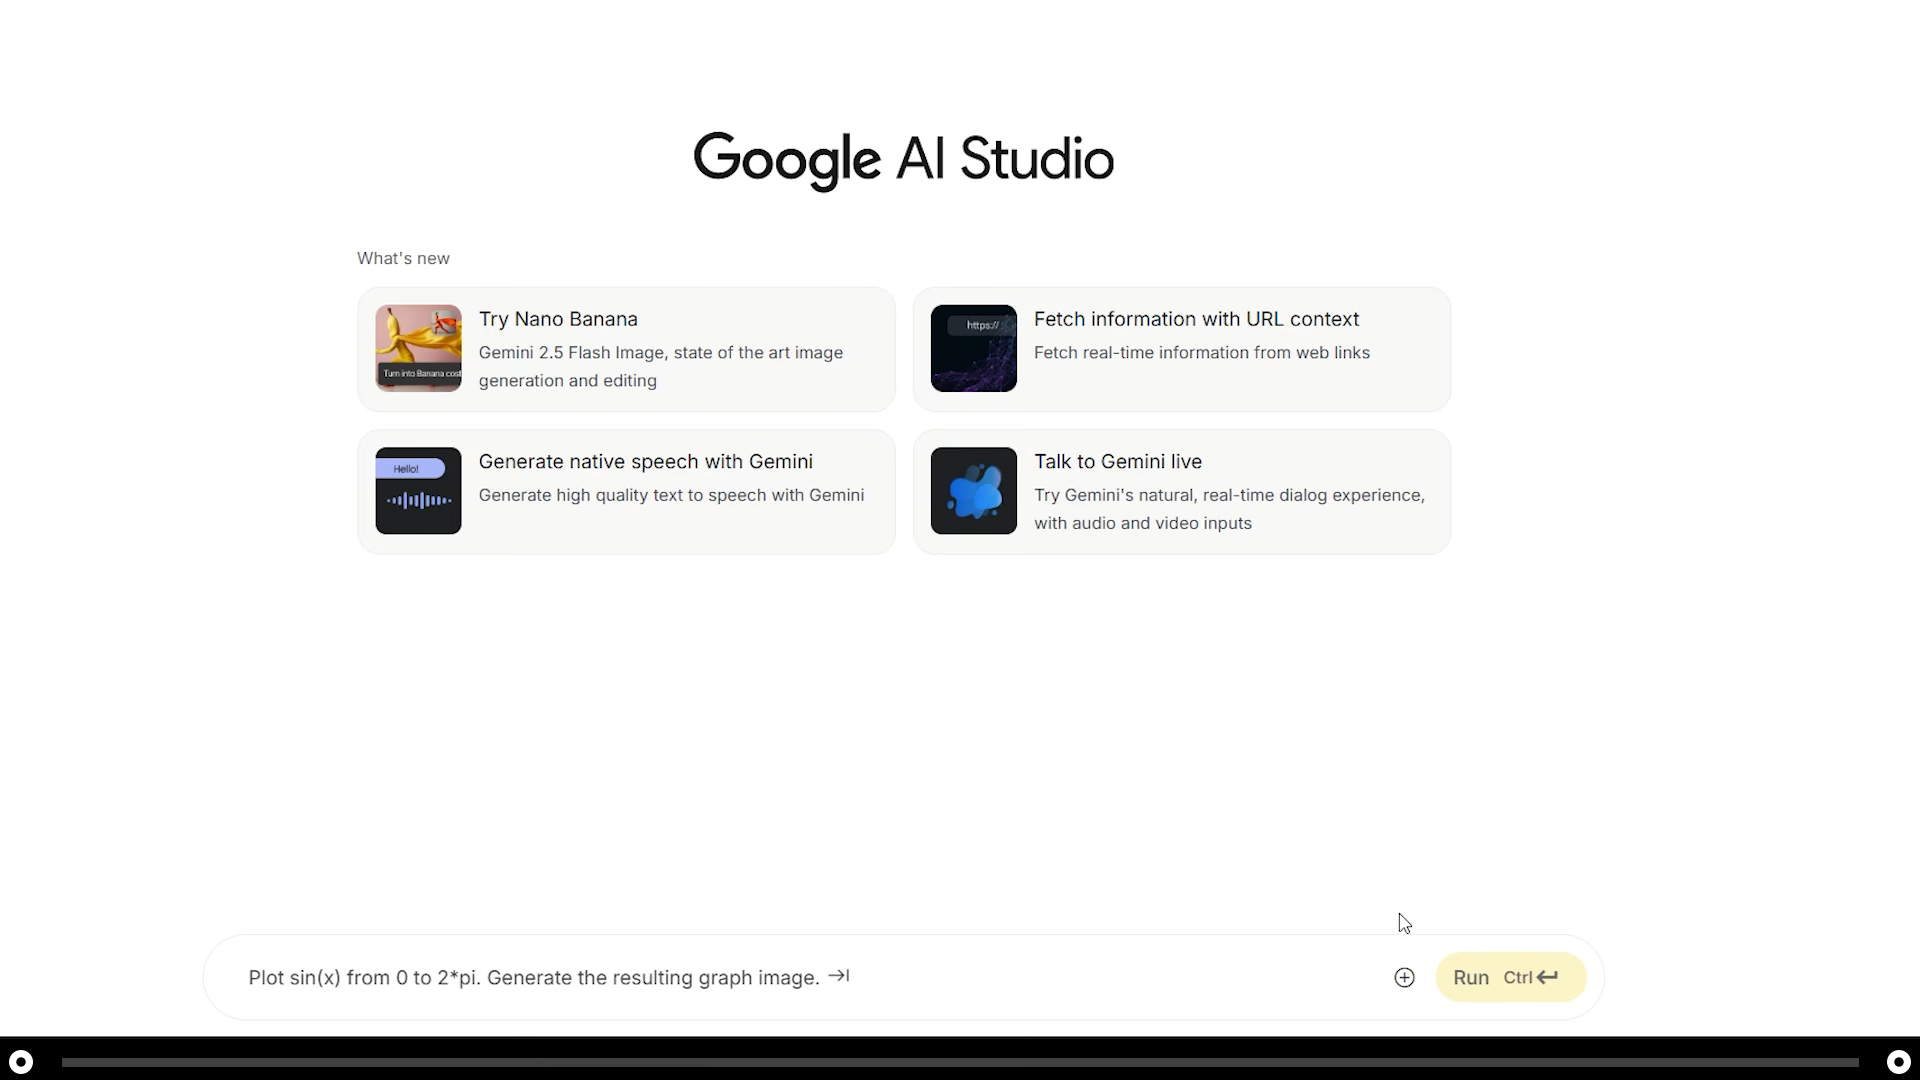 Google AI Studio
What's new
Try Nano Banana
Gemini 2.5 Flash Image, state of the art image
generation and editing
Turn into Banana cost
https://
Fetch information with URL context
Fetch real-time information from web links
Hello!
Generate native speech with Gemini
Generate high quality text to speech with Gemini
Talk to Gemini live
Try Gemini's natural, real-time dialog experience,
with audio and video inputs
Plot sin(x) from 0 to 2*pi. Generate the resulting graph image.
Run Ctrl